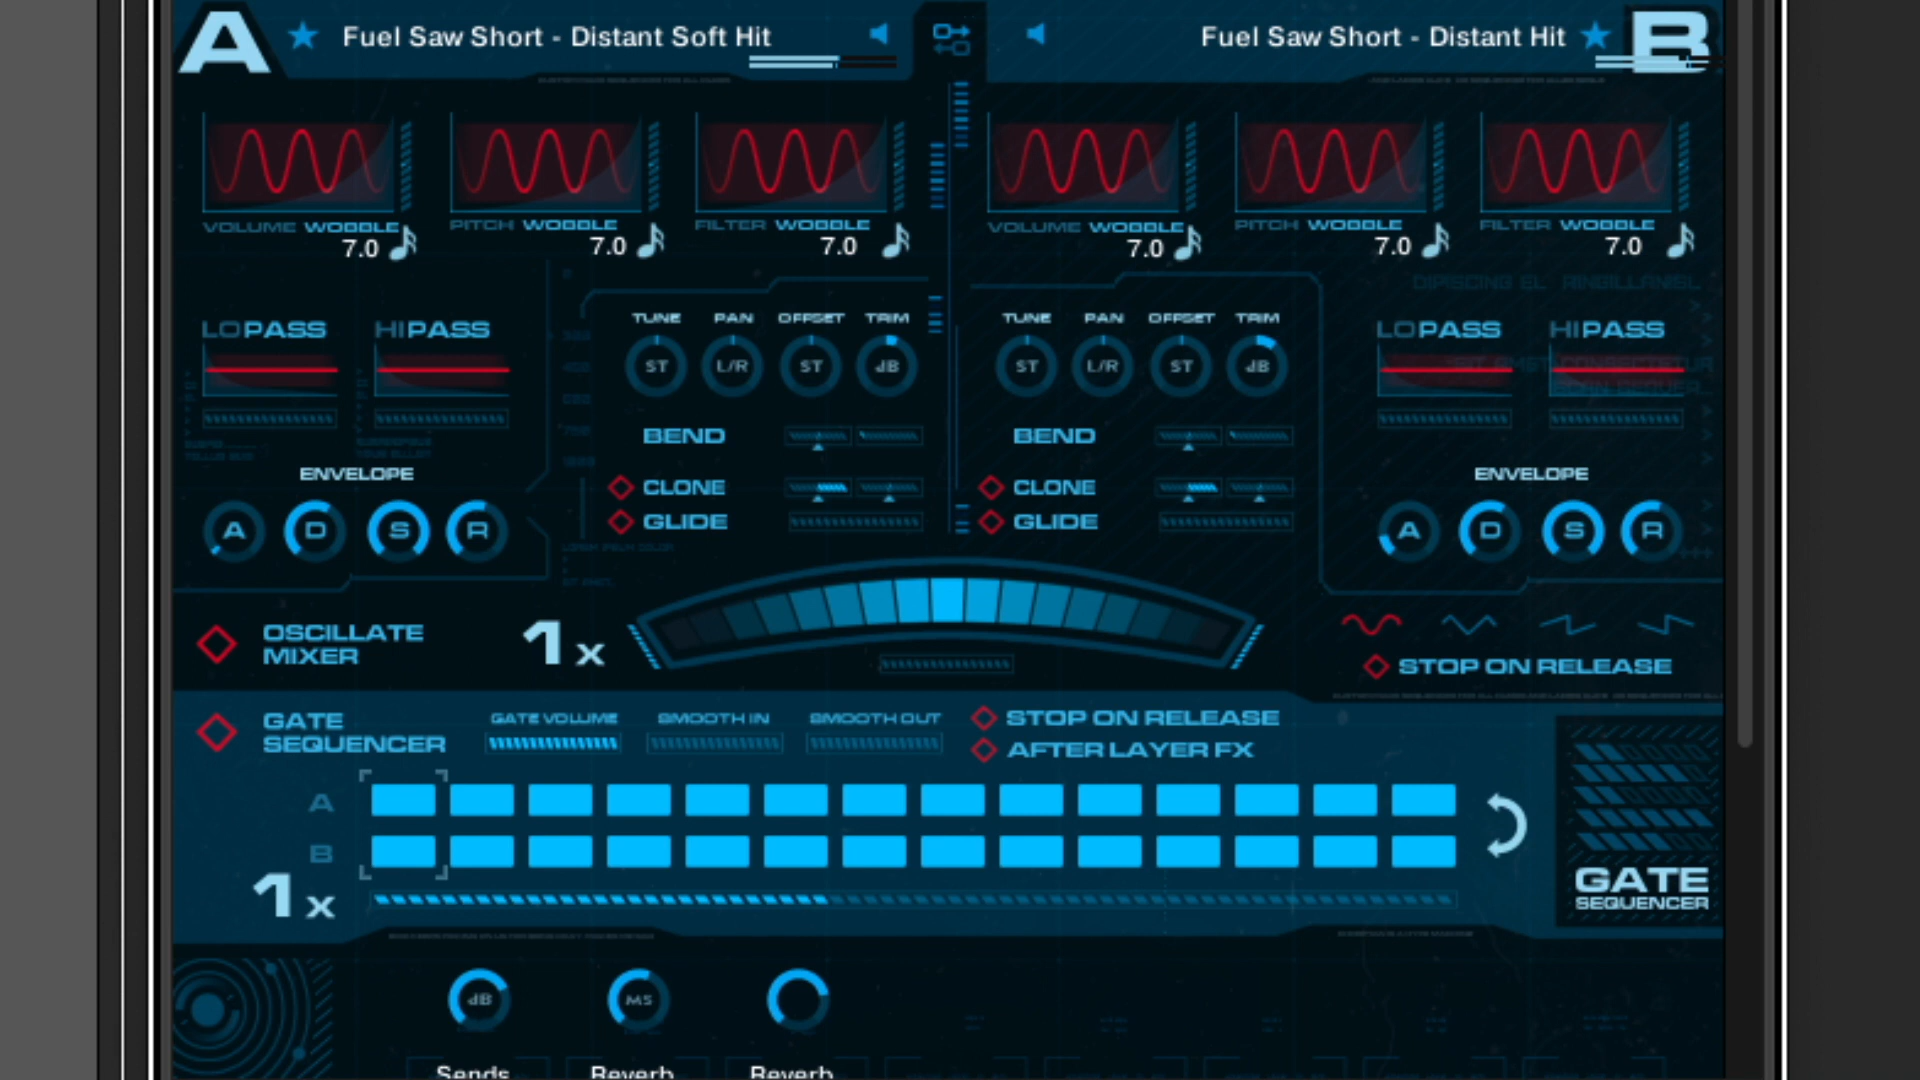 A
Fuel Saw Short - Distant Soft Hit
Fuel Saw Short - Distant Hit
B
VOLUME WOBBLE
7.0
PITCH WOBBLE
7.0
FILTER WOBBLE
7.0
VOLUME WOBBLE
7.0
PITCH WOBBLE
7.0
FILTER WOBBLE
7.0
LOPASS
HIPASS
TUNE PAN OFFSET TRIM
ST L/R ST dB
BEND
CLONE
GLIDE
ENVELOPE
A D S R
TUNE PAN OFFSET TRIM
ST L/R ST dB
BEND
CLONE
GLIDE
LOPASS
HIPASS
ENVELOPE
A D S R
OSCILLATE
MIXER
1 x
STOP ON RELEASE
GATE
SEQUENCER
GATE VOLUME
SMOOTH IN
SMOOTH OUT
STOP ON RELEASE
AFTER LAYER FX
A
B
1 x
GATE
SEQUENCER
dB
MS
Sends
Reverb
Reverb